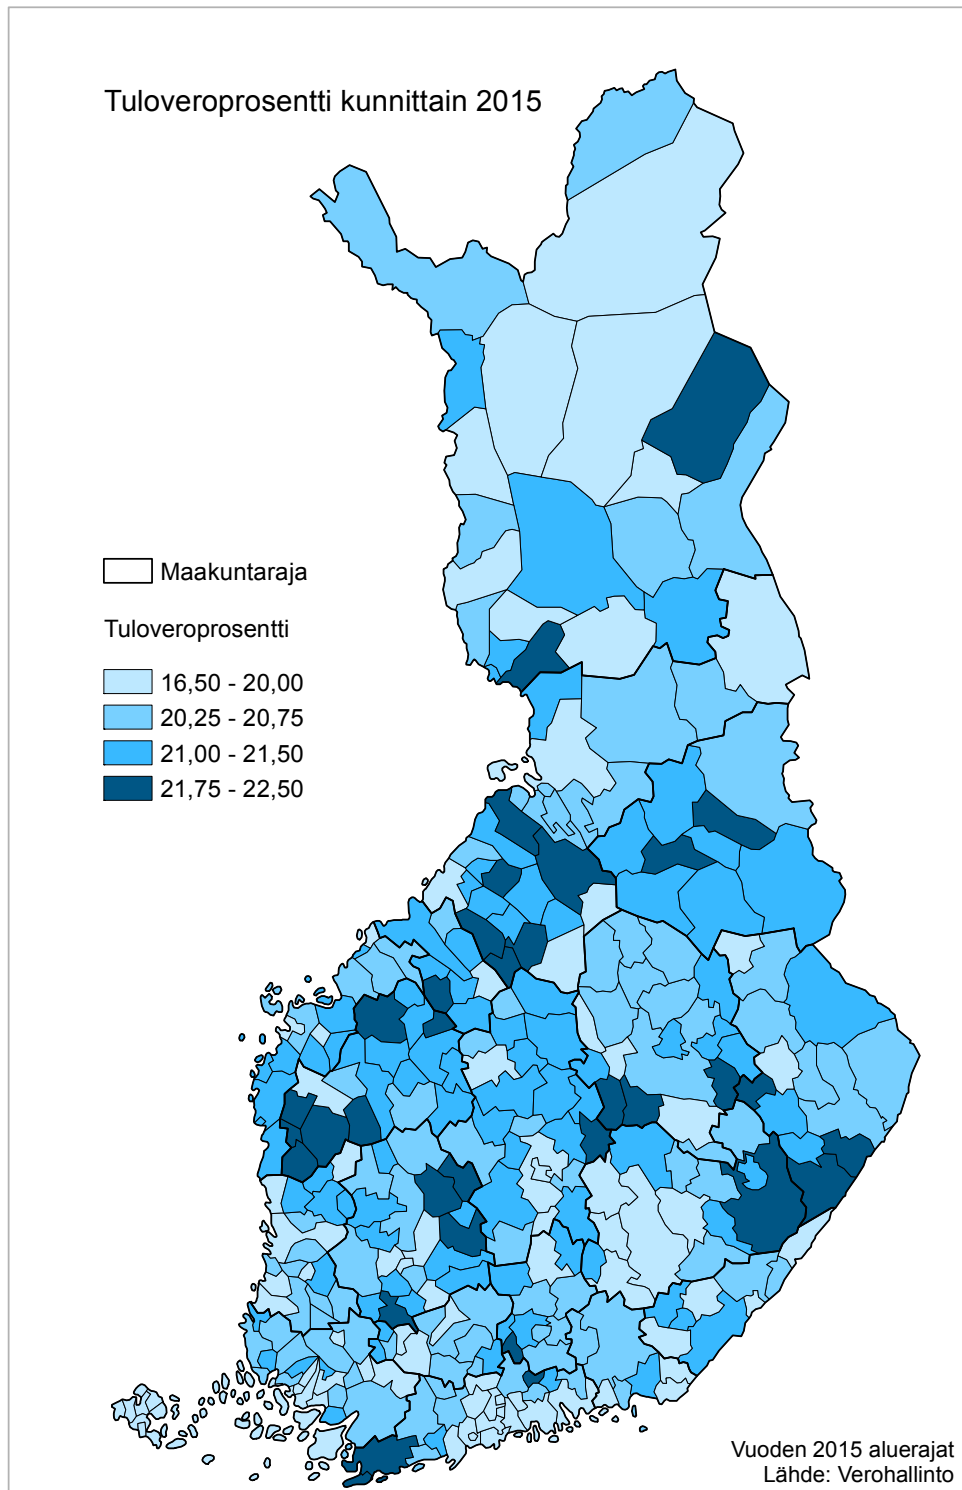 Tuloveroprosentti kunnittain 2015
Maakuntaraja
Tuloveroprosentti
16,50 - 20,00
20,25 - 20,75
21,00 - 21,50
21,75 - 22,50
Vuoden 2015 aluerajat
Lähde: Verohallinto